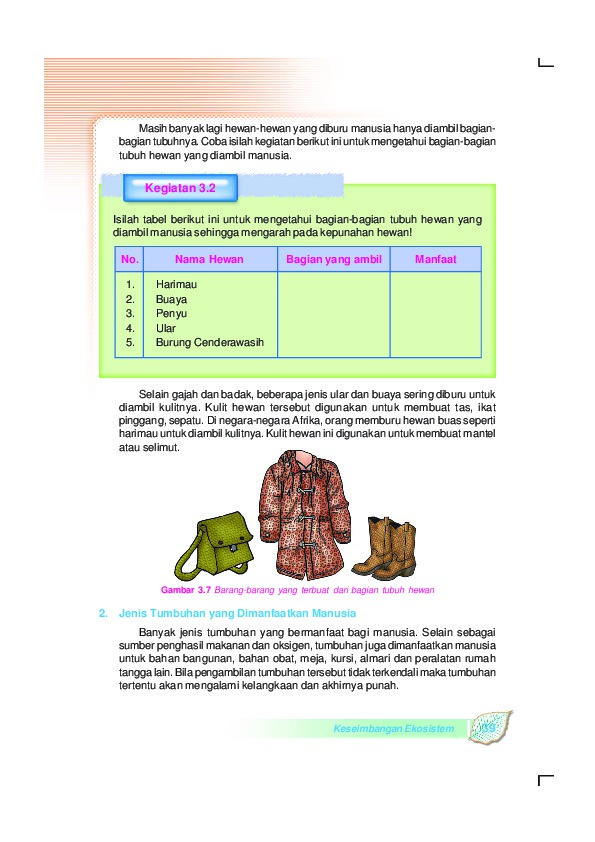 Masih banyak lagi hewan-hewan yang diburu manusia hanya diambil bagian-
bagian tubuhnya. Coba isilah kegiatan berikut ini untuk mengetahui bagian-bagian
tubuh hewan yang diambil manusia.
Kegiatan 3.2
Isilah tabel berikut ini untuk mengetahui bagian-bagian tubuh hewan yang
diambil manusia sehingga mengarah pada kepunahan hewan!
No. Nama Hewan Bagian yang ambil Manfaat
1. Harimau
2. Buaya
3. Penyu
4. Ular
5. Burung Cenderawasih
Selain gajah dan badak, beberapa jenis ular dan buaya sering diburu untuk
diambil kulitnya. Kulit hewan tersebut digunakan untuk membuat tas, ikat
pinggang, sepatu. Di negara-negara Afrika, orang memburu hewan buas seperti
harimau untuk diambil kulitnya. Kulit hewan ini digunakan untuk membuat mantel
atau selimut.
Gambar 3.7 Barang-barang yang terbuat dari bagian tubuh hewan
2. Jenis Tumbuhan yang Dimanfaatkan Manusia
Banyak jenis tumbuhan yang bermanfaat bagi manusia. Selain sebagai
sumber penghasil makanan dan oksigen, tumbuhan juga dimanfaatkan manusia
untuk bahan bangunan, bahan obat, meja, kursi, almari dan peralatan rumah
tangga lain. Bila pengambilan tumbuhan tersebut tidak terkendali maka tumbuhan
tertentu akan mengalami kelangkaan dan akhirnya punah.
Keseimbangan Ekosistem 39